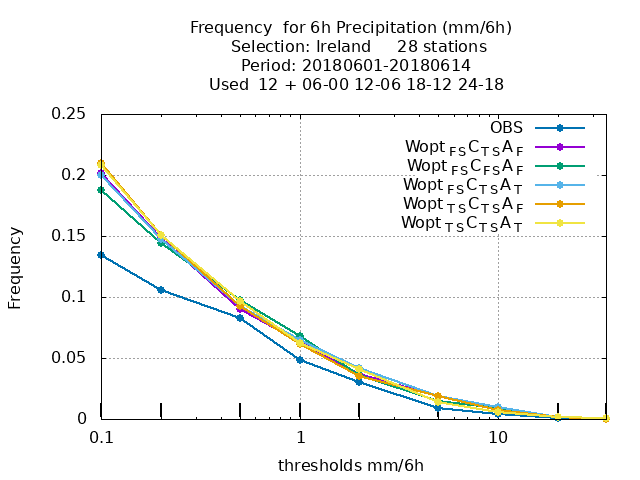 Frequency  for 6h Precipitation (mm/6h)
Selection: Ireland     28 stations
Period: 20180601-20180614
Used  12 + 06-00 12-06 18-12 24-18
0.25
OBS
Wopt FS C TS A F
Wopt FS C FS A F
0.2
Wopt FS C TS A T
Wopt TS C TS A F
Wopt TS C TS A T
0.15
Frequency
0.1
0.05
0
0.1 1 10
thresholds mm/6h